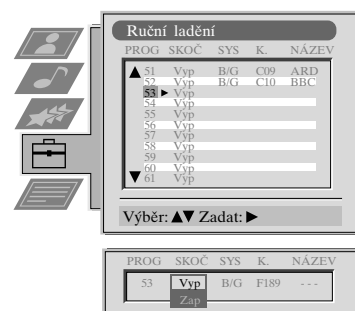 Ruční ladění
PROG SKOČ SYS K. NÁZEV
51 Vyp B/G C09 ARD
52 Vyp B/G C10 BBC
53 ► Vyp
54 Vyp
55 Vyp
56 Vyp
57 Vyp
58 Vyp
59 Vyp
60 Vyp
61 Vyp
Výběr: ▲▼ Zadat: ►
PROG SKOČ SYS K. NÁZEV
53 Vyp B/G F189 - - -
Zap